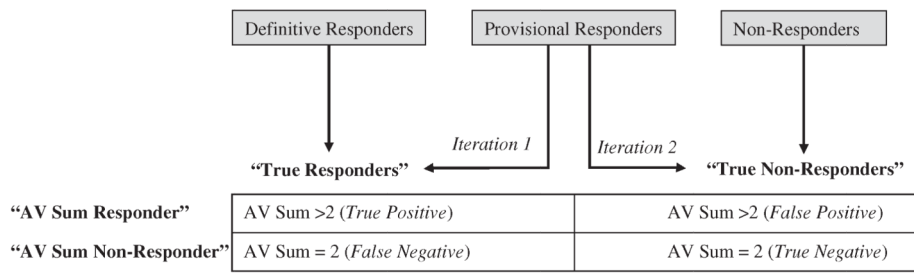 Definitive Responders Provisional Responders Non-Responders
Iteration 1 Iteration 2
“True Responders” “True Non-Responders”
“AV Sum Responder” AV Sum >2 (True Positive) AV Sum >2 (False Positive)
“AV Sum Non-Responder” AV Sum = 2 (False Negative) AV Sum = 2 (True Negative)